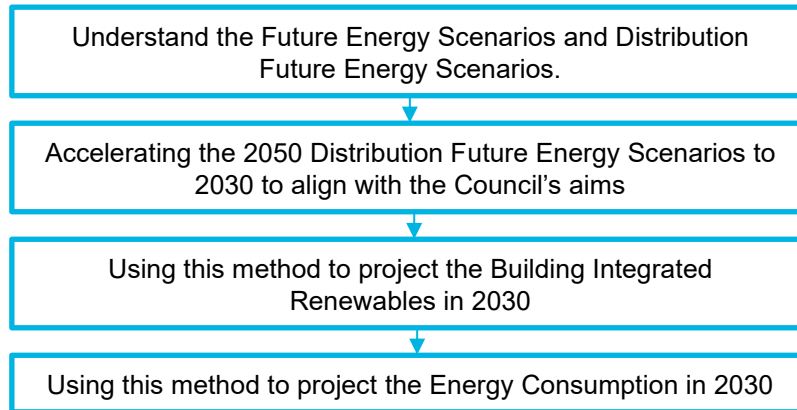 Understand the Future Energy Scenarios and Distribution
Future Energy Scenarios.
Accelerating the 2050 Distribution Future Energy Scenarios to
2030 to align with the Council’s aims
Using this method to project the Building Integrated
Renewables in 2030
Using this method to project the Energy Consumption in 2030